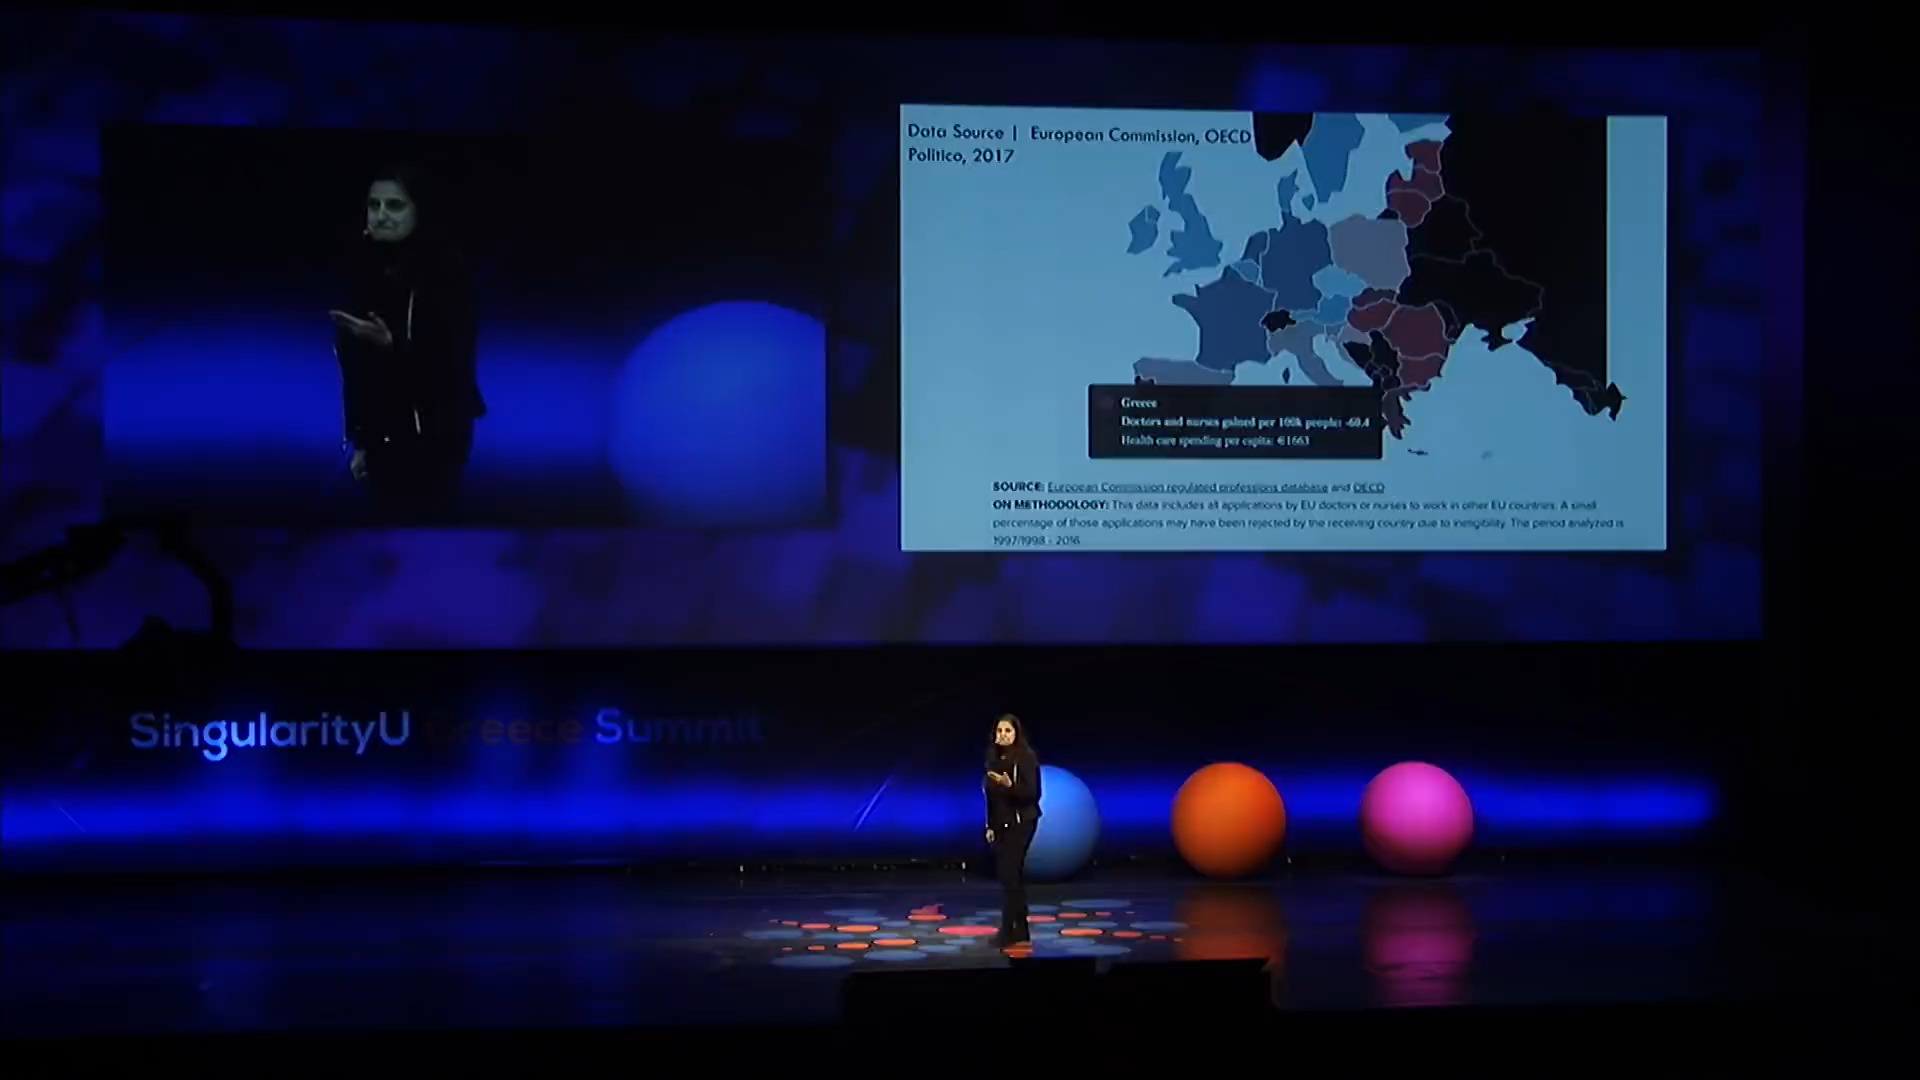 Data Source | European Commission, OECD
Politico, 2017
Greece
Doctors and nurses gained per 100k people: -60.4
Health care spending per capita: €1663
SOURCE: European Commission regulated professions database and OECD
ON METHODOLOGY: This data includes all applications by EU doctors or nurses to work in other EU countries. A small
percentage of those applications may have been rejected by the receiving country due to ineligibility. The period analyzed is
1997/1998 - 2016
SingularityU Greece Summit